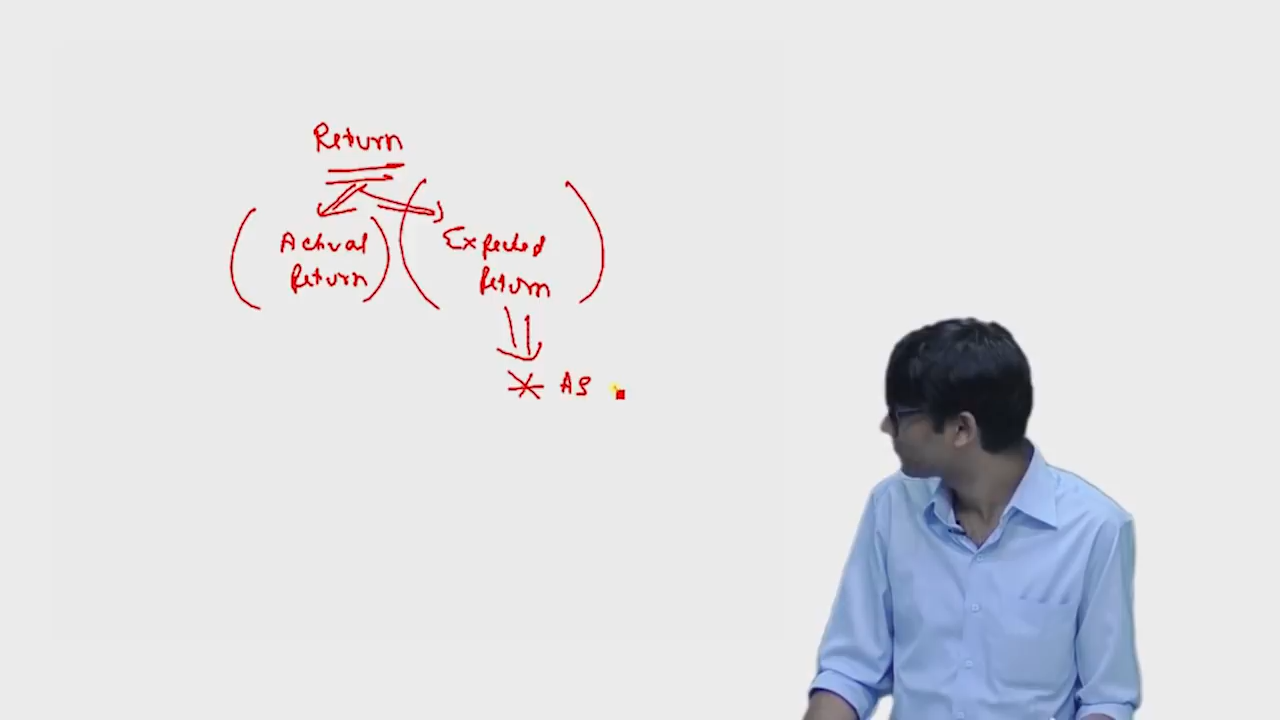 Return
Actual
Return
Expected
Return
* AS